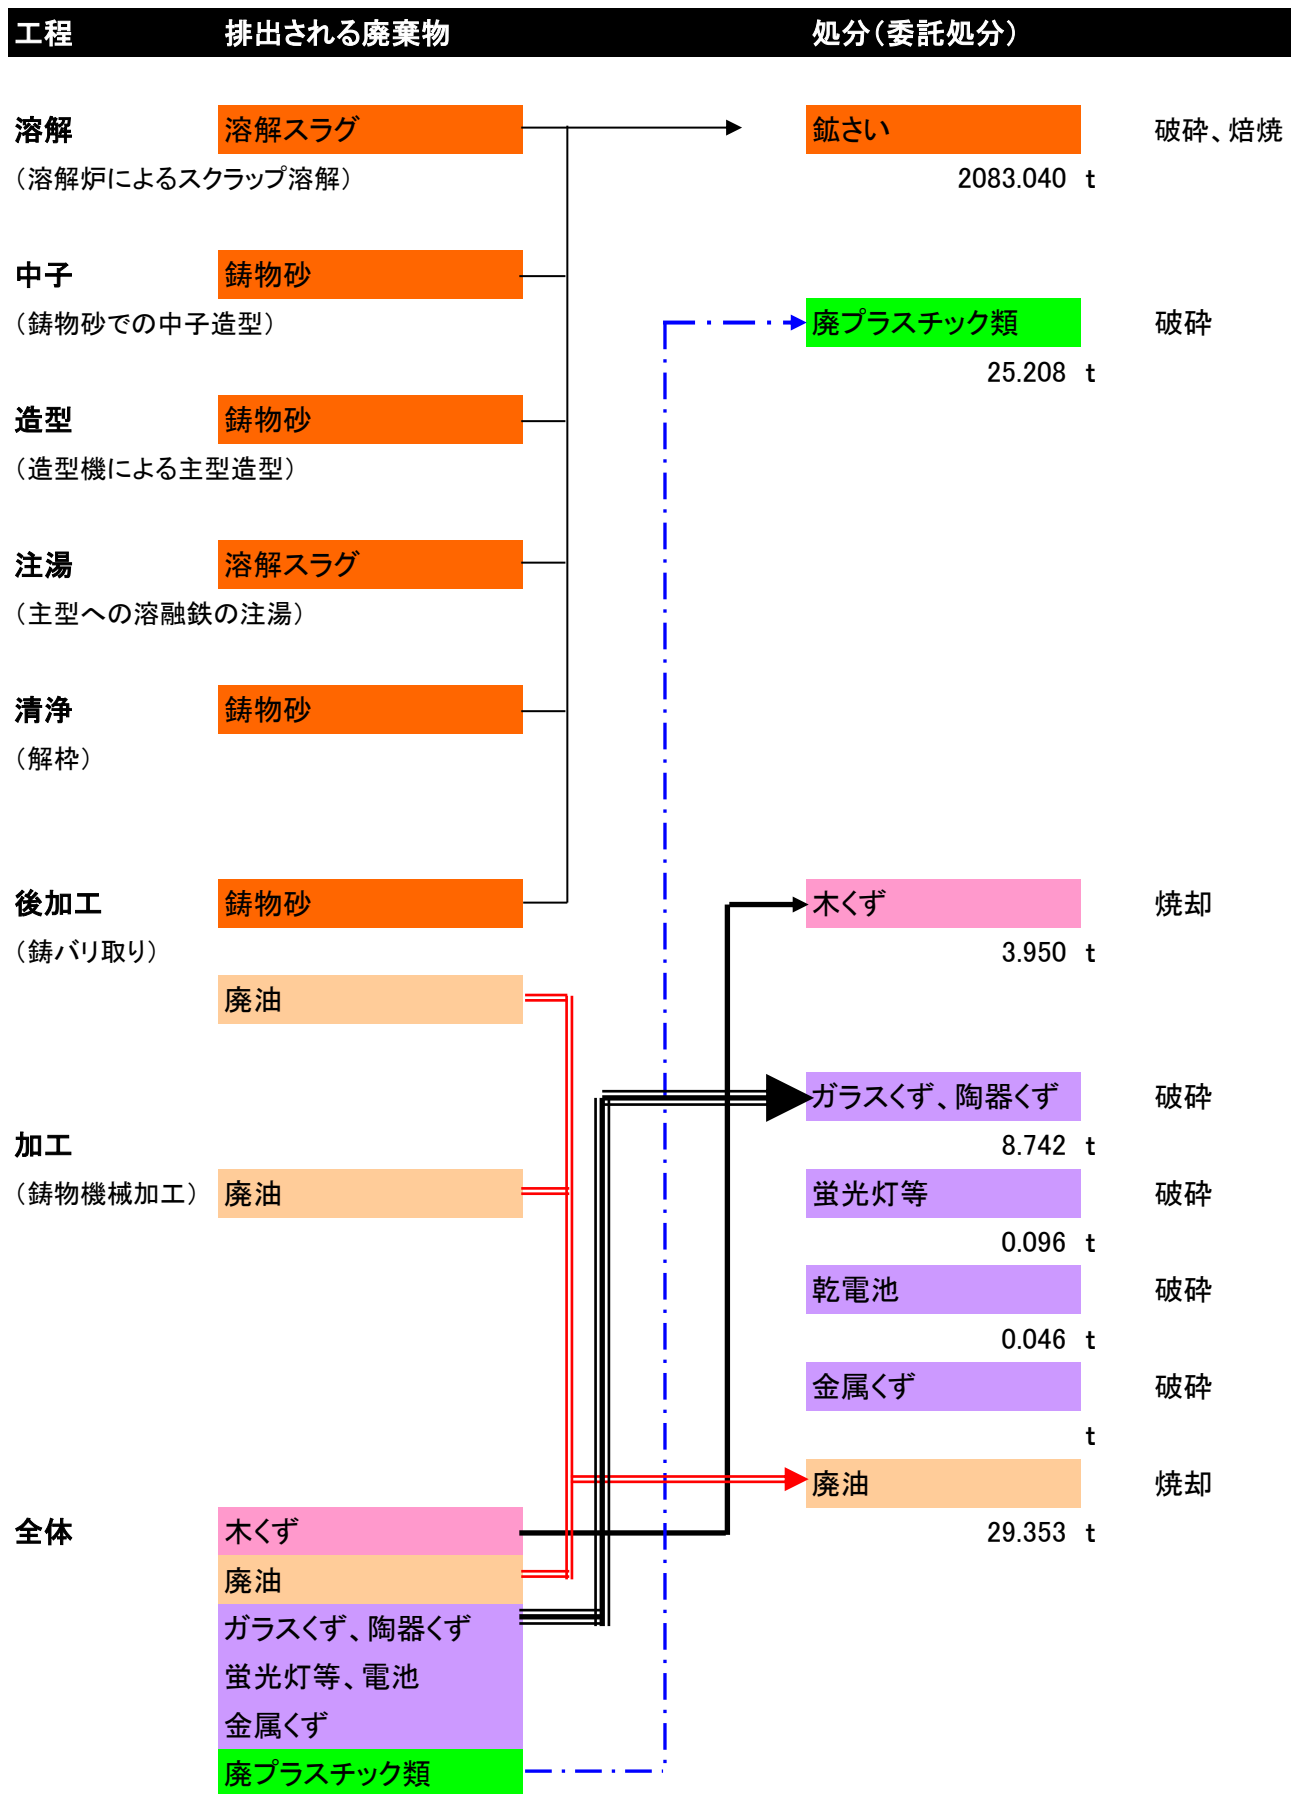 工程 排出される廃棄物 処分（委託処分）
溶解 溶解スラグ 鉱さい 破砕、焙焼
（溶解炉によるスクラップ溶解） 2083.040 t
中子 鋳物砂
（鋳物砂での中子造型） 廃プラスチック類 破砕
25.208 t
造型 鋳物砂
（造型機による主型造型）
注湯 溶解スラグ
（主型への溶融鉄の注湯）
清浄 鋳物砂
（解枠）
後加工 鋳物砂 木くず 焼却
（鋳バリ取り） 3.950 t
廃油
ガラスくず、陶器くず 破砕
加工 8.742 t
（鋳物機械加工） 廃油 蛍光灯等 破砕
0.096 t
乾電池 破砕
0.046 t
金属くず 破砕
t
廃油 焼却
全体 木くず 29.353 t
廃油
ガラスくず、陶器くず
蛍光灯等、電池
金属くず
廃プラスチック類